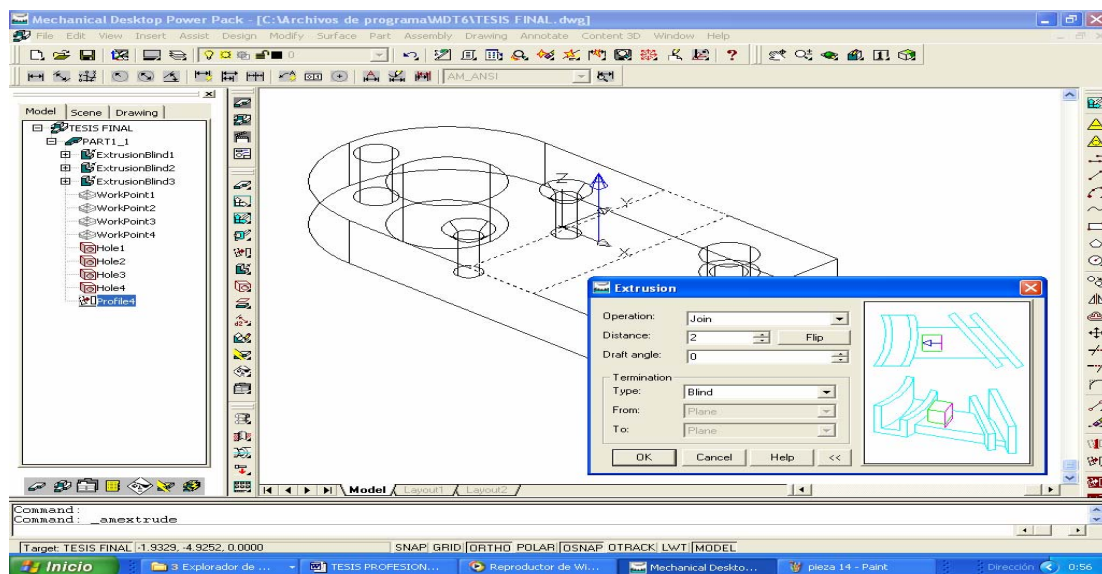 Mechanical Desktop Power Pack - [C:\Archivos de programa\MDT6\TESIS FINAL.dwg]
File Edit View Insert Assist Design Modify Surface Part Assembly Drawing Annotate Content 3D Window Help
0
AM_ANSI
Model Scene Drawing
TESIS FINAL
PART1_1
ExtrusionBlind1
ExtrusionBlind2
ExtrusionBlind3
WorkPoint1
WorkPoint2
WorkPoint3
WorkPoint4
Hole1
Hole2
Hole3
Hole4
Profile4
Z
Y
X
Extrusion
Operation: Join
Distance: 2 Flip
Draft angle: 0
Termination
Type: Blind
From: Plane
To: Plane
OK Cancel Help <<
Model Layout1 Layout2
Command:
Command: _amextrude
Target: TESIS FINAL -1.9329, -4.9252, 0.0000 SNAP GRID ORTHO POLAR OSNAP OTRACK LWT MODEL
Inicio 3 Explorador de ... TESIS PROFESION... Reproductor de Wi... Mechanical Deskto... pieza 14 - Paint Dirección 0:56